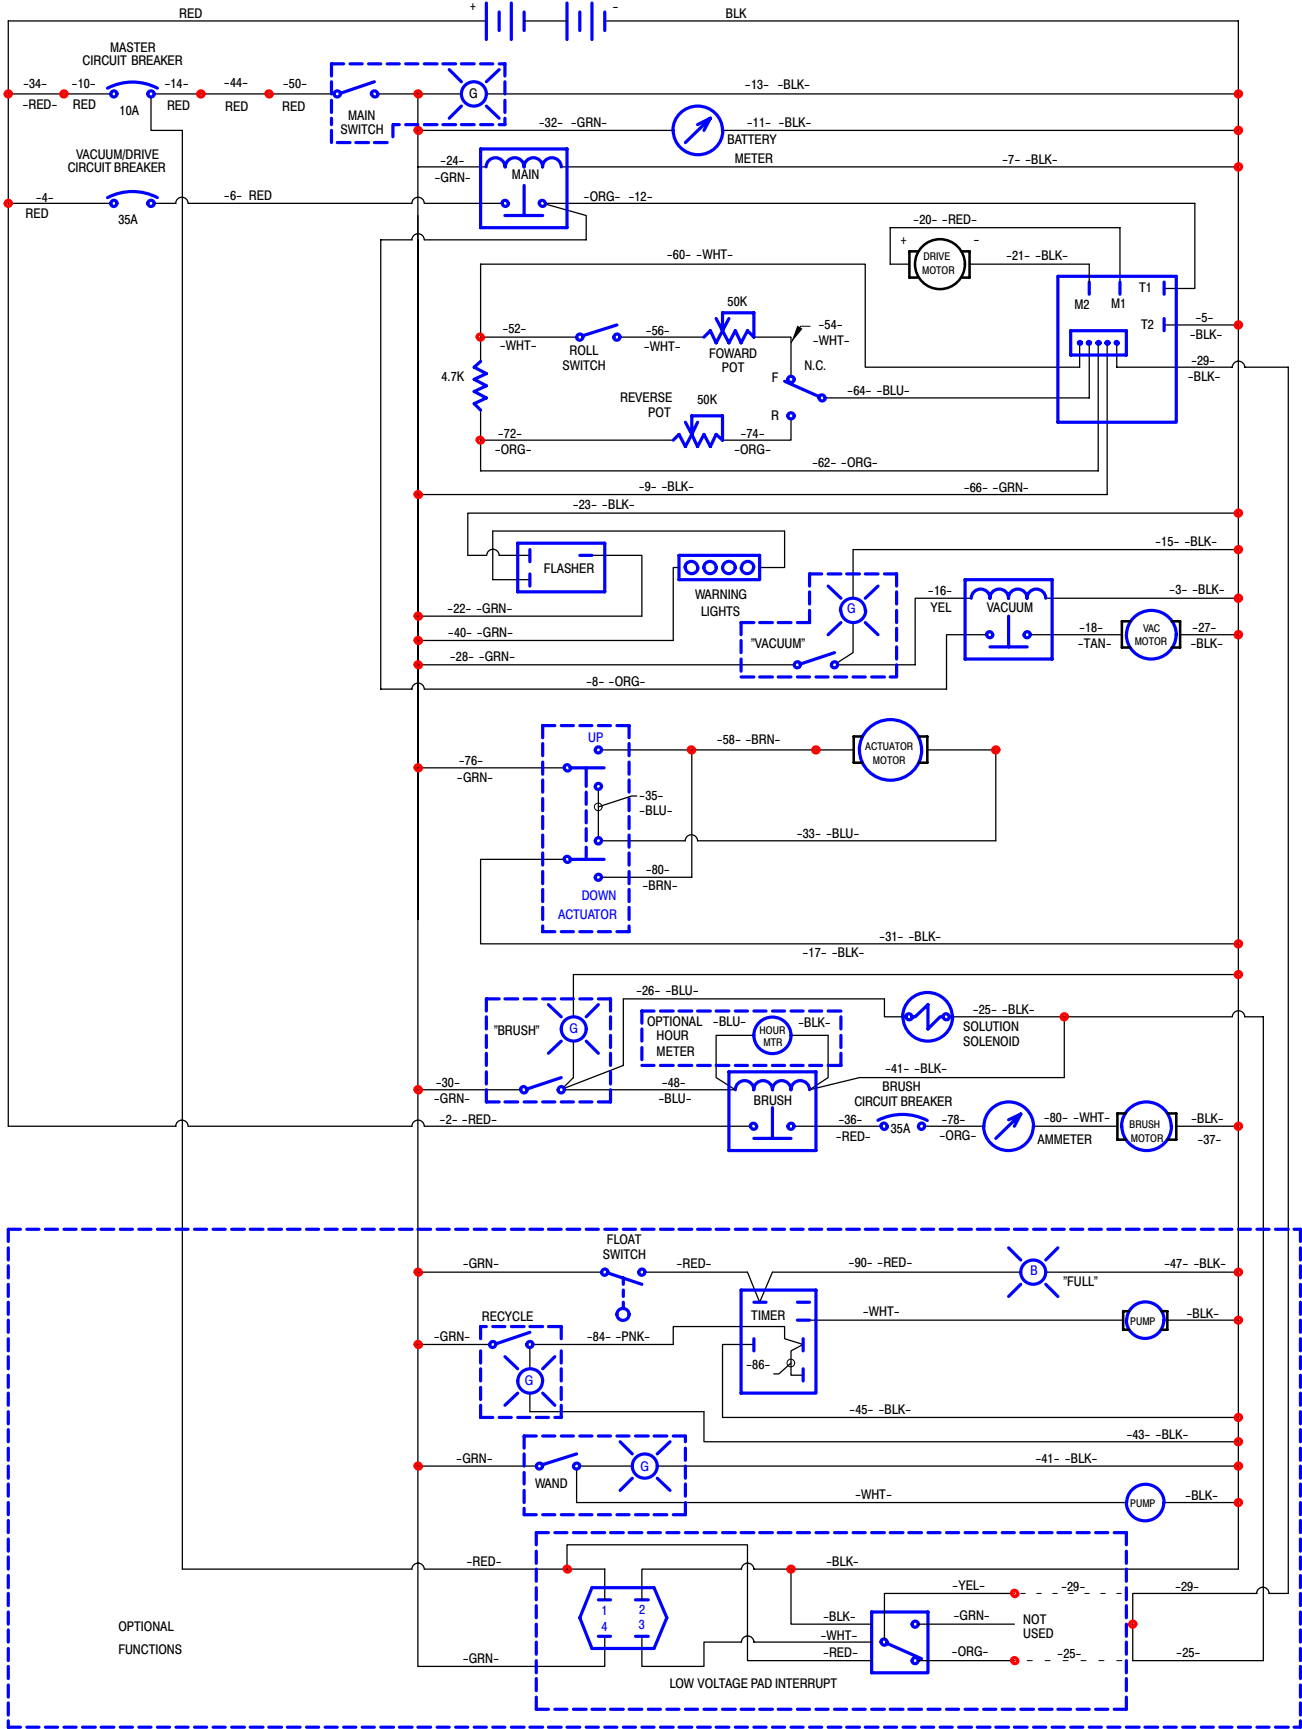 RED
+
–
BLK
MASTER
CIRCUIT BREAKER
–34–
–RED–
–10–
RED
10A
–14–
RED
–44–
RED
–50–
RED
MAIN
SWITCH
G
–13– –BLK–
–32– –GRN–
–11– –BLK–
BATTERY
METER
VACUUM/DRIVE
CIRCUIT BREAKER
–24–
–GRN–
MAIN
–7– –BLK–
–4–
RED
35A
–6– RED
–ORG– –12–
–20– –RED–
+
–
DRIVE
MOTOR
–21– –BLK–
–60– –WHT–
M2
M1
T1
T2
–5–
–BLK–
–29–
–BLK–
–52–
–WHT–
ROLL
SWITCH
–56–
–WHT–
50K
FOWARD
POT
–54–
–WHT–
N.C.
F
4.7K
REVERSE
POT
50K
R
–64– –BLU–
–72–
–ORG–
–74–
–ORG–
–62– –ORG–
–9– –BLK–
–66– –GRN–
–23– –BLK–
FLASHER
WARNING
LIGHTS
–15– –BLK–
–22– –GRN–
–40– –GRN–
–28– –GRN–
"VACUUM"
G
–16–
YEL
VACUUM
–3– –BLK–
–18–
–TAN–
VAC
MOTOR
–27–
–BLK–
–8– –ORG–
UP
–58– –BRN–
ACTUATOR
MOTOR
–76–
–GRN–
–35–
–BLU–
–33– –BLU–
–80–
–BRN–
DOWN
ACTUATOR
–31– –BLK–
–17– –BLK–
"BRUSH"
G
–26– –BLU–
OPTIONAL
HOUR
METER
–BLU–
HOUR
MTR
–BLK–
–25– –BLK–
SOLUTION
SOLENOID
–30–
–GRN–
–48–
–BLU–
BRUSH
–41– –BLK–
BRUSH
CIRCUIT BREAKER
–2– –RED–
–36–
–RED–
35A
–78–
–ORG–
AMMETER
–80– –WHT–
BRUSH
MOTOR
–BLK–
–37–
–GRN–
FLOAT
SWITCH
–RED–
–90– –RED–
B
"FULL"
–47– –BLK–
RECYCLE
–GRN–
–84– –PNK–
G
TIMER
–86–
–WHT–
PUMP
–BLK–
–45– –BLK–
–43– –BLK–
–GRN–
WAND
G
–41– –BLK–
–WHT–
PUMP
–BLK–
–RED–
–BLK–
1
2
4
3
–GRN–
–BLK–
–WHT–
–RED–
–YEL–
–GRN–
–ORG–
–29–
NOT
USED
–25–
–29–
–25–
LOW VOLTAGE PAD INTERRUPT
OPTIONAL
FUNCTIONS